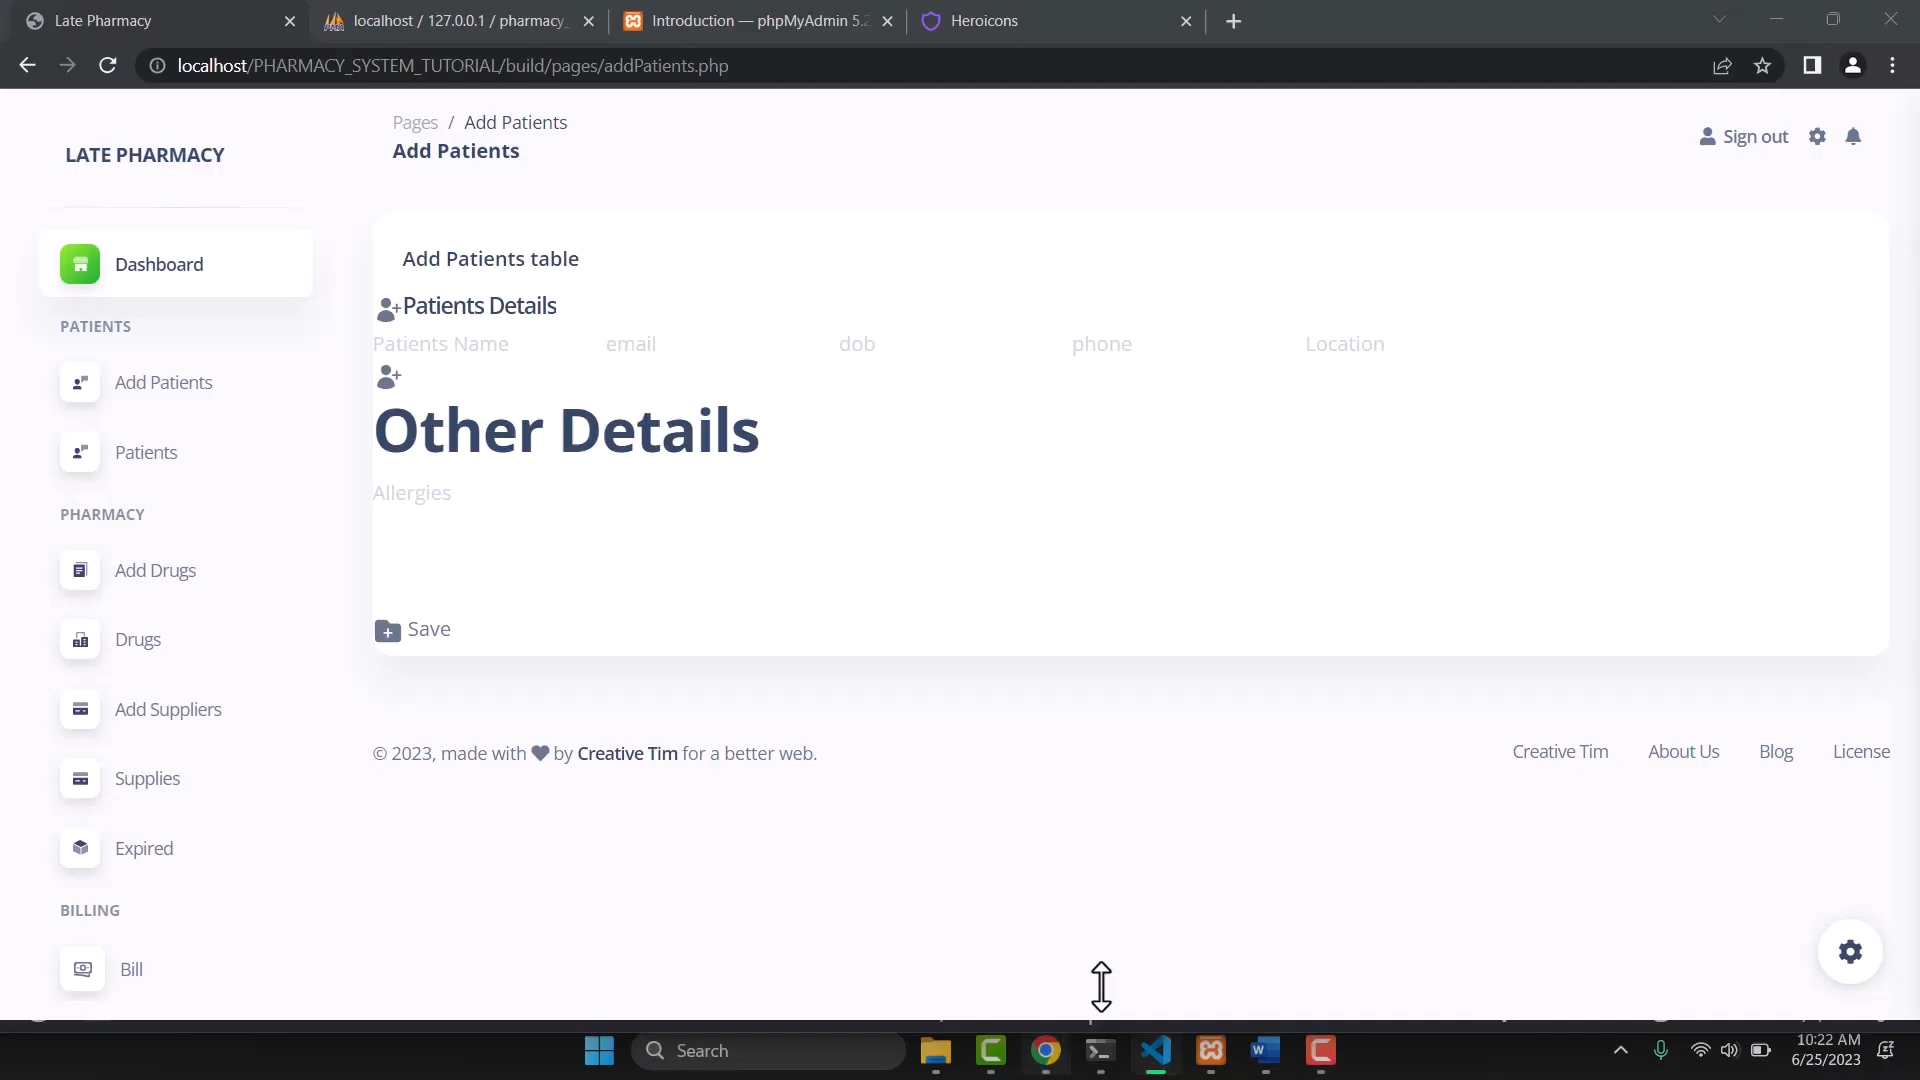 Late Pharmacy
localhost / 127.0.0.1 / pharmacy_
Introduction — phpMyAdmin 5.2
Heroicons
localhost/PHARMACY_SYSTEM_TUTORIAL/build/pages/addPatients.php
LATE PHARMACY
Pages / Add Patients
Add Patients
Sign out
Dashboard
PATIENTS
Add Patients
Patients
PHARMACY
Add Drugs
Drugs
Add Suppliers
Supplies
Expired
BILLING
Bill
Add Patients table
Patients Details
Patients Name email dob phone Location
Other Details
Allergies
Save
© 2023, made with ♥ by Creative Tim for a better web.
Creative Tim About Us Blog License
Search
10:22 AM
6/25/2023